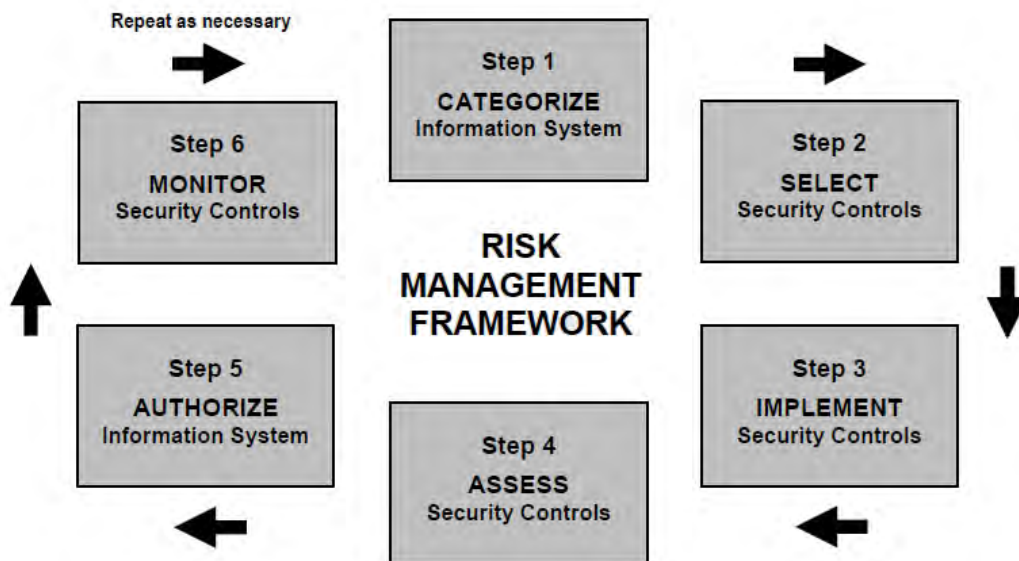 Repeat as necessary
Step 1
CATEGORIZE
Information System
Step 2
SELECT
Security Controls
Step 3
IMPLEMENT
Security Controls
Step 4
ASSESS
Security Controls
Step 5
AUTHORIZE
Information System
Step 6
MONITOR
Security Controls
RISK
MANAGEMENT
FRAMEWORK